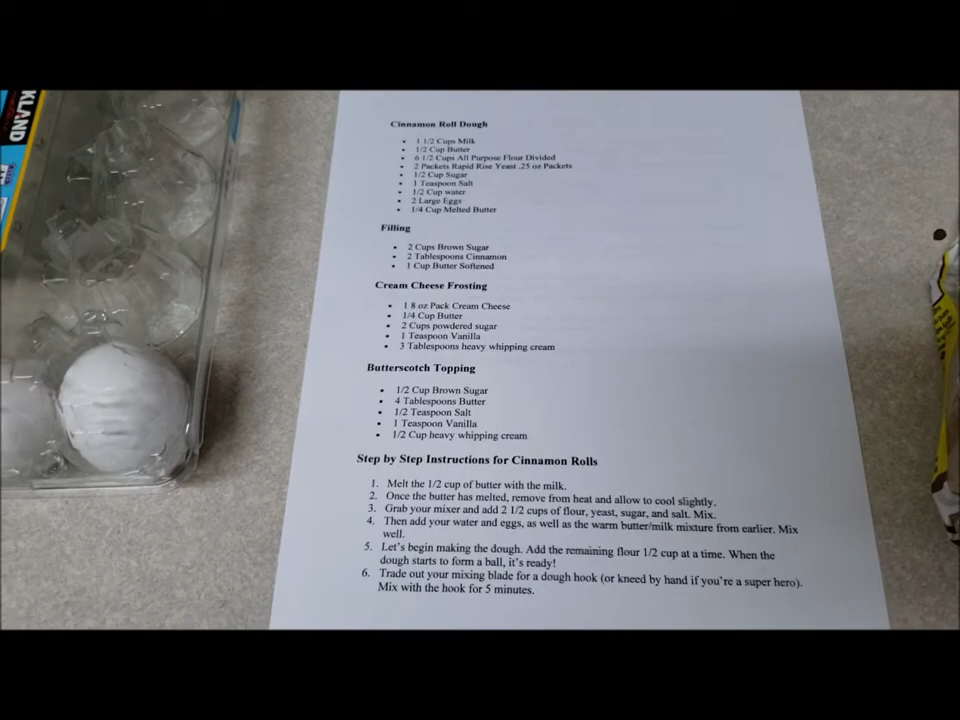 KLAND
Cinnamon Roll Dough
• 1 1/2 Cups Milk
• 1/2 Cup Butter
• 6 1/2 Cups All Purpose Flour Divided
• 2 Packets Rapid Rise Yeast .25 oz Packets
• 1/2 Cup Sugar
• 1 Teaspoon Salt
• 1/2 Cup water
• 2 Large Eggs
• 1/4 Cup Melted Butter
Filling
• 2 Cups Brown Sugar
• 2 Tablespoons Cinnamon
• 1 Cup Butter Softened
Cream Cheese Frosting
• 1 8 oz Pack Cream Cheese
• 1/4 Cup Butter
• 2 Cups powdered sugar
• 1 Teaspoon Vanilla
• 3 Tablespoons heavy whipping cream
Butterscotch Topping
• 1/2 Cup Brown Sugar
• 4 Tablespoons Butter
• 1/2 Teaspoon Salt
• 1 Teaspoon Vanilla
• 1/2 Cup heavy whipping cream
Step by Step Instructions for Cinnamon Rolls
1. Melt the 1/2 cup of butter with the milk.
2. Once the butter has melted, remove from heat and allow to cool slightly.
3. Grab your mixer and add 2 1/2 cups of flour, yeast, sugar, and salt. Mix.
4. Then add your water and eggs, as well as the warm butter/milk mixture from earlier. Mix
well.
5. Let's begin making the dough. Add the remaining flour 1/2 cup at a time. When the
dough starts to form a ball, it's ready!
6. Trade out your mixing blade for a dough hook (or kneed by hand if you're a super hero).
Mix with the hook for 5 minutes.